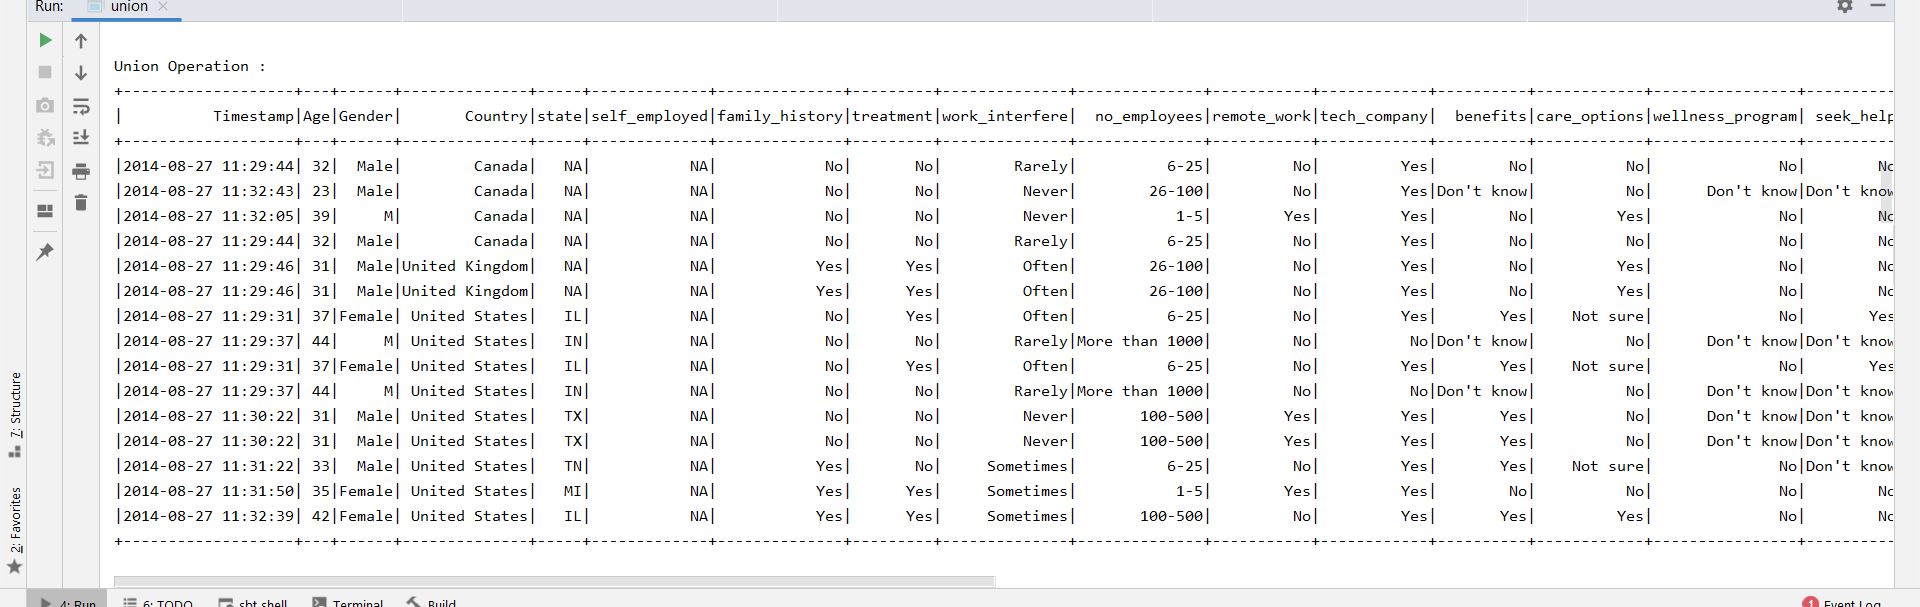 Run: union
Union Operation :
+-------------------+---+------+--------------+-----+-------------+--------------+---------+--------------+--------------+-----------+------------+----------+------------+----------------+----------
| Timestamp|Age|Gender| Country|state|self_employed|family_history|treatment|work_interfere| no_employees|remote_work|tech_company| benefits|care_options|wellness_program| seek_help
+-------------------+---+------+--------------+-----+-------------+--------------+---------+--------------+--------------+-----------+------------+----------+------------+----------------+----------
|2014-08-27 11:29:44| 32| Male| Canada| NA| NA| No| No| Rarely| 6-25| No| Yes| No| No| No| No
|2014-08-27 11:32:43| 23| Male| Canada| NA| NA| No| No| Never| 26-100| No| Yes|Don't know| No| Don't know|Don't know
|2014-08-27 11:32:05| 39| M| Canada| NA| NA| No| No| Never| 1-5| Yes| Yes| No| Yes| No| No
|2014-08-27 11:29:44| 32| Male| Canada| NA| NA| No| No| Rarely| 6-25| No| Yes| No| No| No| No
|2014-08-27 11:29:46| 31| Male|United Kingdom| NA| NA| Yes| Yes| Often| 26-100| No| Yes| No| Yes| No| No
|2014-08-27 11:29:46| 31| Male|United Kingdom| NA| NA| Yes| Yes| Often| 26-100| No| Yes| No| Yes| No| No
|2014-08-27 11:29:31| 37|Female| United States| IL| NA| No| Yes| Often| 6-25| No| Yes| Yes| Not sure| No| Yes
|2014-08-27 11:29:37| 44| M| United States| IN| NA| No| No| Rarely|More than 1000| No| No|Don't know| No| Don't know|Don't know
|2014-08-27 11:29:31| 37|Female| United States| IL| NA| No| Yes| Often| 6-25| No| Yes| Yes| Not sure| No| Yes
|2014-08-27 11:29:37| 44| M| United States| IN| NA| No| No| Rarely|More than 1000| No| No|Don't know| No| Don't know|Don't know
|2014-08-27 11:30:22| 31| Male| United States| TX| NA| No| No| Never| 100-500| Yes| Yes| Yes| No| Don't know|Don't know
|2014-08-27 11:30:22| 31| Male| United States| TX| NA| No| No| Never| 100-500| Yes| Yes| Yes| No| Don't know|Don't know
|2014-08-27 11:31:22| 33| Male| United States| TN| NA| Yes| No| Sometimes| 6-25| No| Yes| Yes| Not sure| No|Don't know
|2014-08-27 11:31:50| 35|Female| United States| MI| NA| Yes| Yes| Sometimes| 1-5| Yes| Yes| No| No| No| No
|2014-08-27 11:32:39| 42|Female| United States| IL| NA| Yes| Yes| Sometimes| 100-500| No| Yes| Yes| Yes| No| No
+-------------------+---+------+--------------+-----+-------------+--------------+---------+--------------+--------------+-----------+------------+----------+------------+----------------+----------
7: Structure
2: Favorites
4: Run 6: TODO sbt shell Terminal Build 1 Event Log